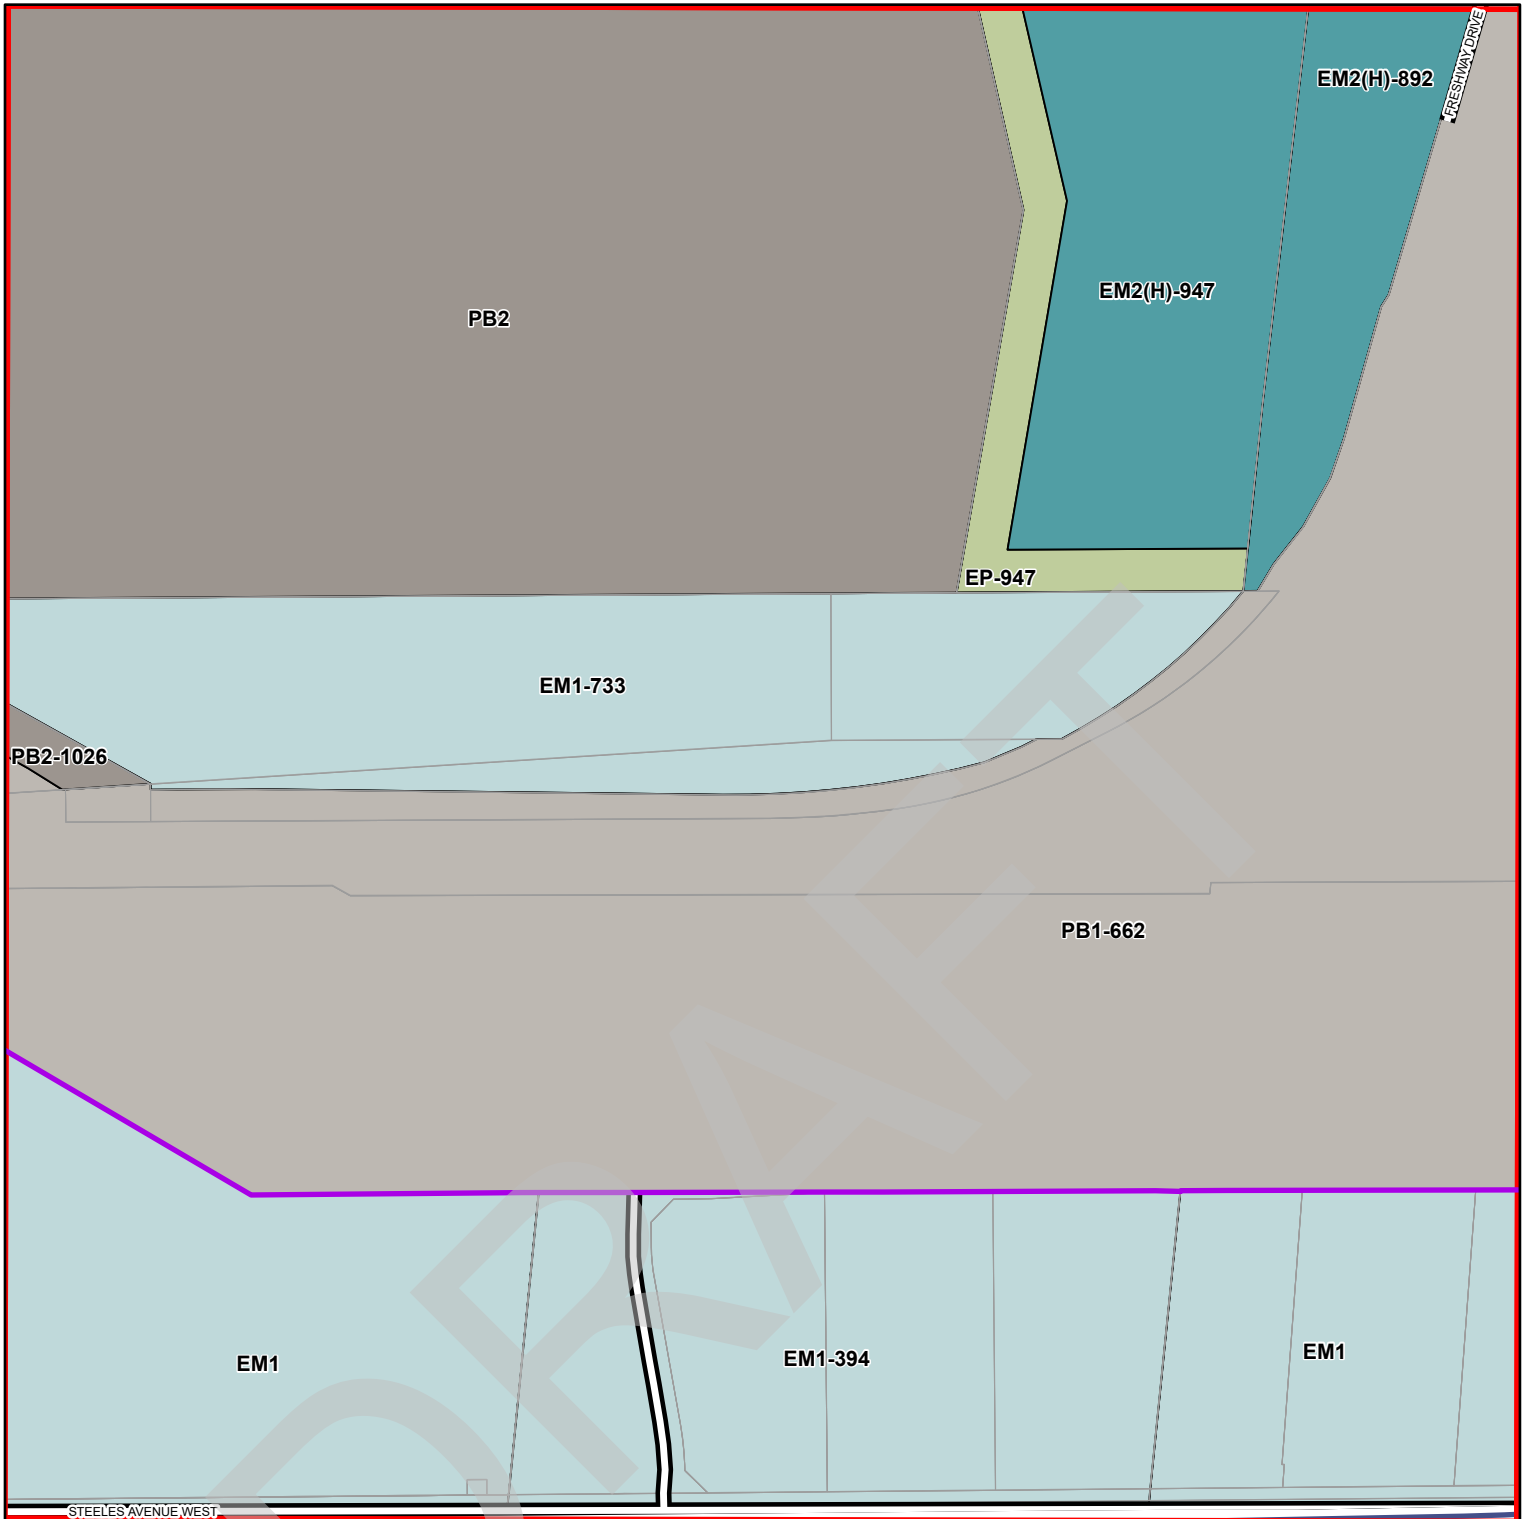 FRESHWAY DRIVE
EM2(H)-892
EM2(H)-947
PB2
EP-947
EM1-733
PB2-1026
PB1-662
EM1
EM1-394
EM1
STEELES AVENUE WEST
DRAFT